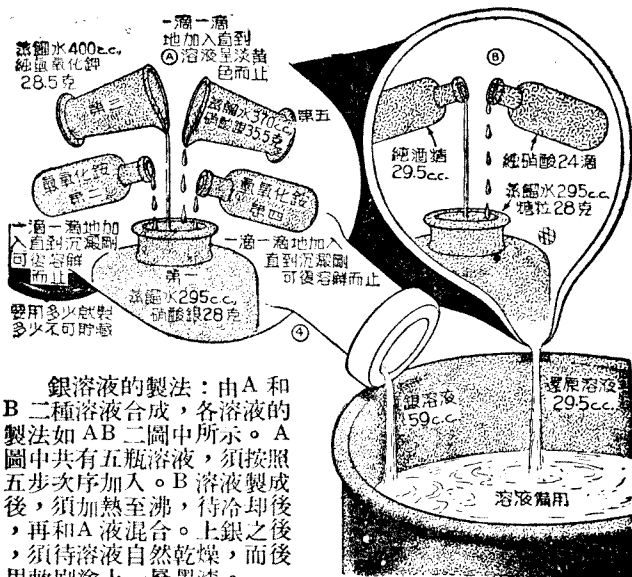 蒸餾水400c.c.
純氫氧化鉀
28.5克
一滴一滴
地加入直到
Ⓐ溶液呈淡黃
色而止
第三
蒸餾水370c.c.
硝酸銀355克
第五
氫氧化銨
第二
氫氧化銨
第四
一滴一滴地加
入直到沉澱剛
可復溶解
而止
一滴一滴地加入
直到沉澱剛
可復溶解而止
第一
蒸餾水295c.c.
硝酸銀28克
要用多少就製
多少不可貯藏
④
Ⓑ
純酒精
29.5c.c.
純硝酸24滴
蒸餾水295c.c.
糖粒28克
銀溶液
59c.c.
還原溶液
29.5c.c.
溶液備用
銀溶液的製法：由A 和
B 二種溶液合成，各溶液的
製法如 AB 二圖中所示。A
圖中共有五瓶溶液，須按照
五步次序加入。B 溶液製成
後，須加熱至沸，待冷却後
，再和A 液混合。上銀之後
，須待溶液自然乾燥，而後